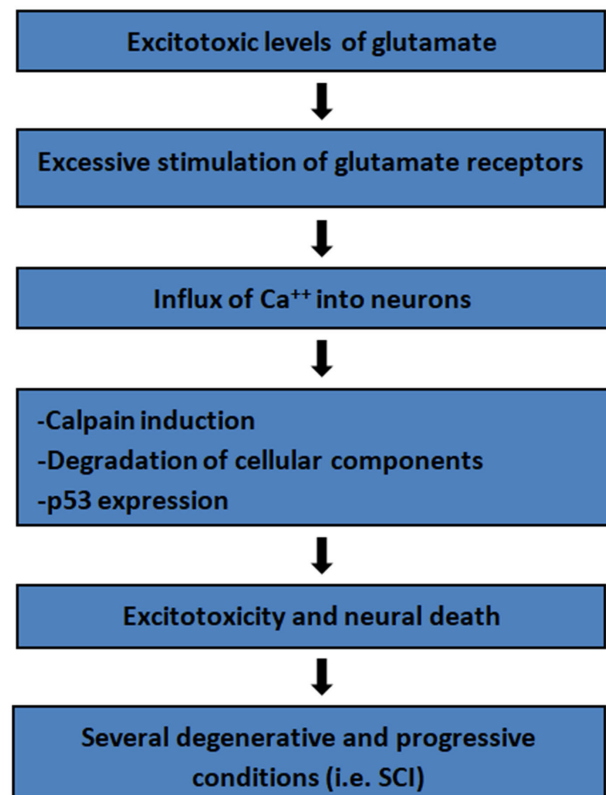 Excitotoxic levels of glutamate
Excessive stimulation of glutamate receptors
Influx of Ca⁺⁺ into neurons
-Calpain induction
-Degradation of cellular components
-p53 expression
Excitotoxicity and neural death
Several degenerative and progressive
conditions (i.e. SCI)